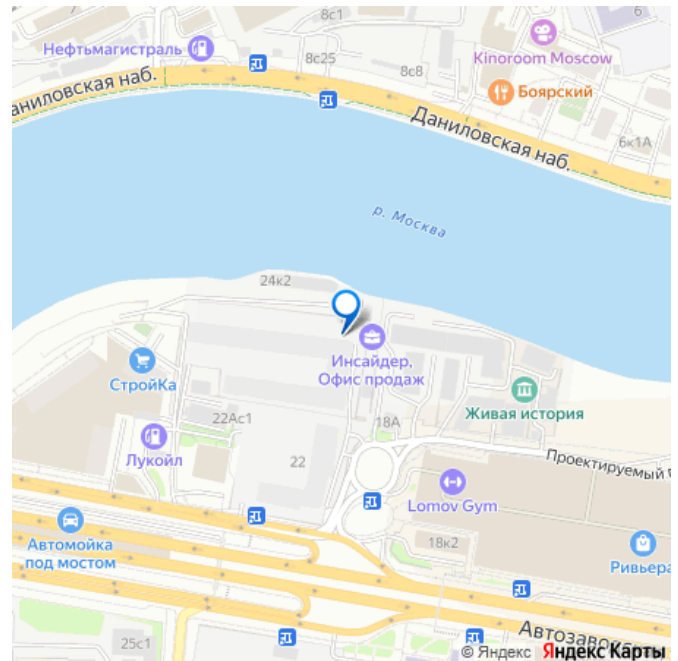 8с1
Нефтьмагистраль
8с25
8с8
Kinoroom Moscow
Боярский
6
7
Даниловская наб.
Даниловская наб.
6к1А
р. Москва
24к2
Инсайдер,
Офис продаж
СтройКа
Живая история
22Ас1
18А
Лукойл
22
Проектируемый
Lomov Gym
18к2
Автомойка
под мостом
Ривьера
25с1
Автозаво
© Яндекс Яндекс Карты